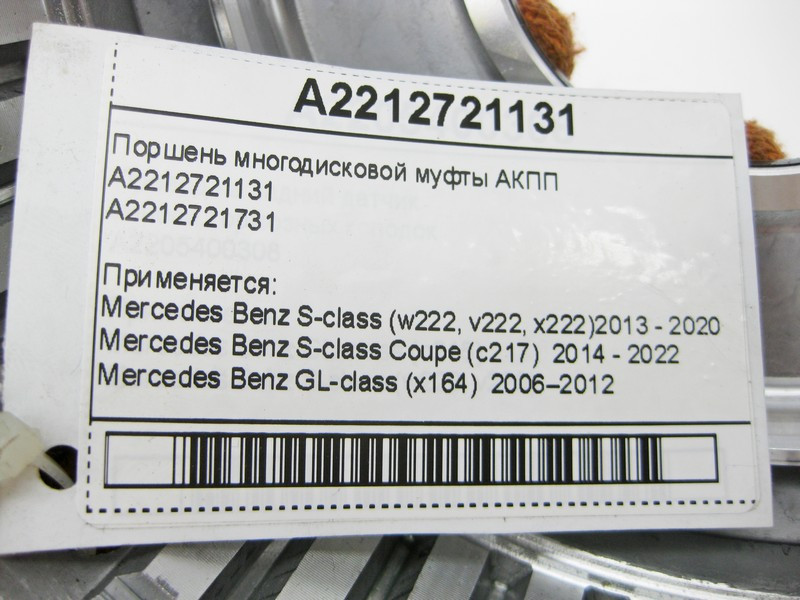 A2212721131
Поршень многодисковой муфты АКПП
A2212721131
A2212721731
Применяется:
Mercedes Benz S-class (w222, v222, x222)2013 - 2020
Mercedes Benz S-class Coupe (c217) 2014 - 2022
Mercedes Benz GL-class (x164) 2006–2012